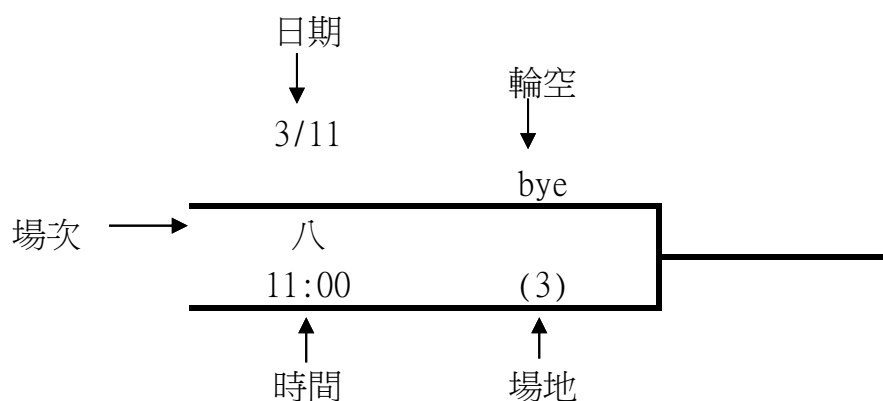 日期
輪空
3/11
bye
場次
八
11:00 (3)
時間 場地